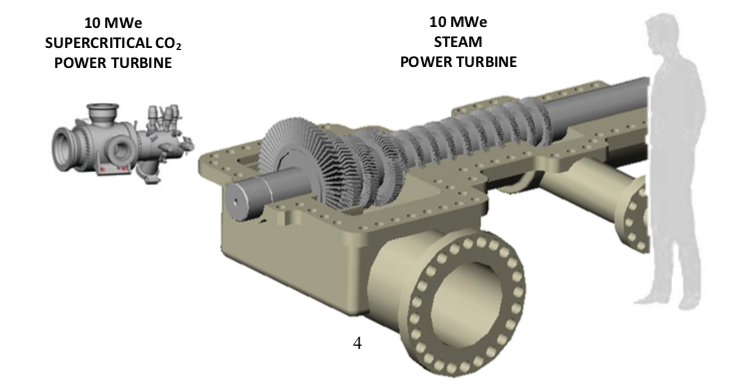 10 MWe
SUPERCRITICAL CO₂
POWER TURBINE
10 MWe
STEAM
POWER TURBINE
4